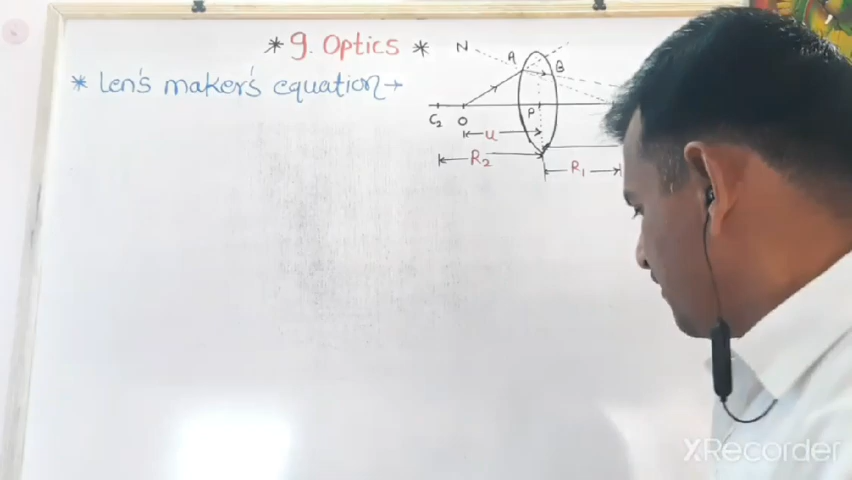 * 9. Optics *
* Len's maker's equation →
N
A
B
C₂ O P
u
R₂
R₁
XRecorder